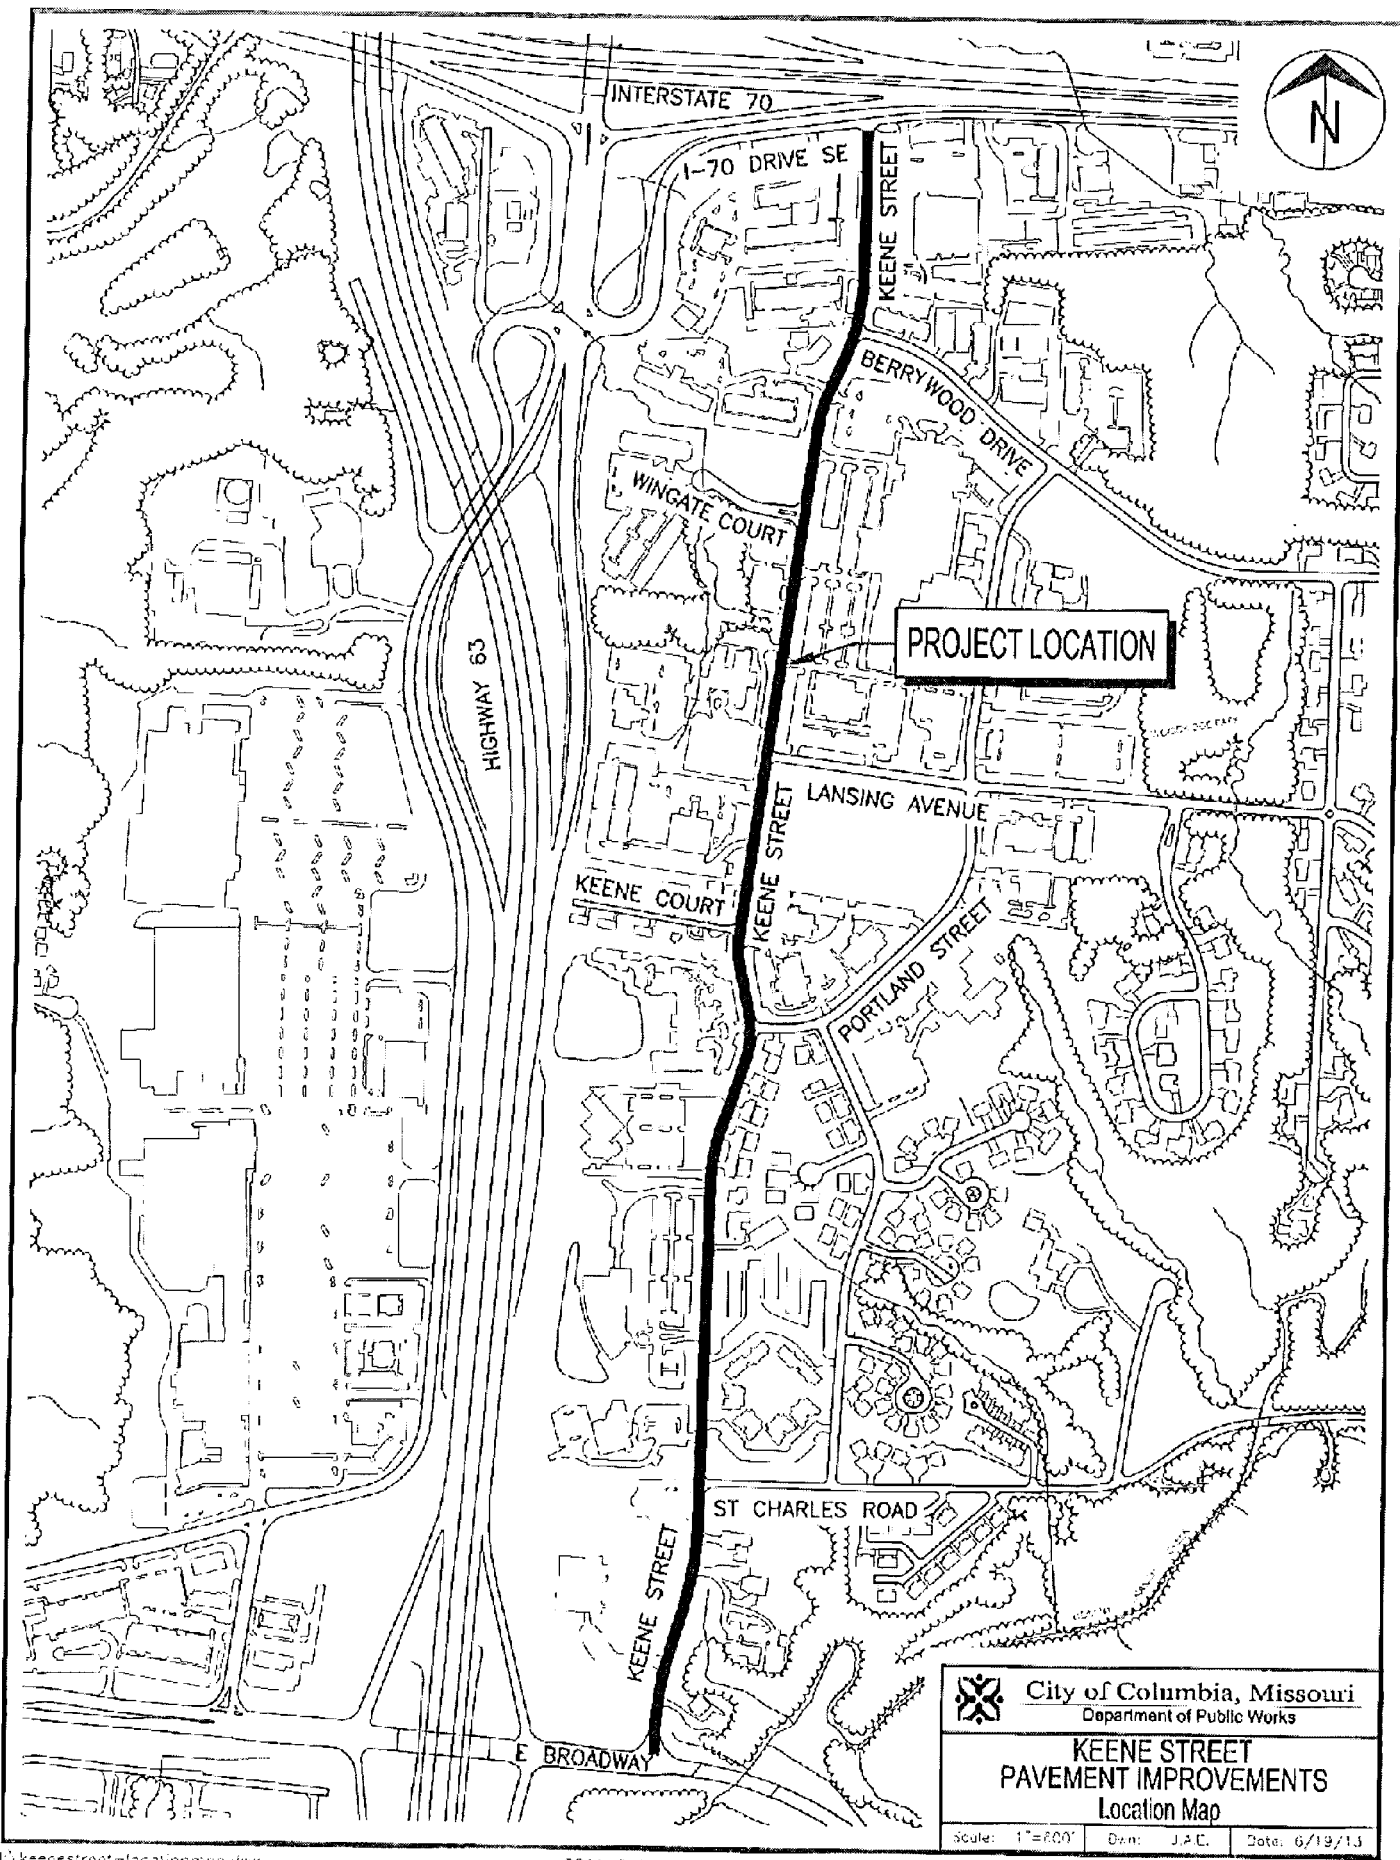 INTERSTATE 70
N
I-70 DRIVE SE
KEENE STREET
BERRYWOOD DRIVE
WINGATE COURT
PROJECT LOCATION
HIGHWAY 63
LANSING AVENUE
KEENE STREET
KEENE COURT
PORTLAND STREET
ST CHARLES ROAD
KEENE STREET
E BROADWAY
City of Columbia, Missouri
Department of Public Works
KEENE STREET
PAVEMENT IMPROVEMENTS
Location Map
Scale: 1"=600' Dwn: J.A.E. Date: 6/19/13